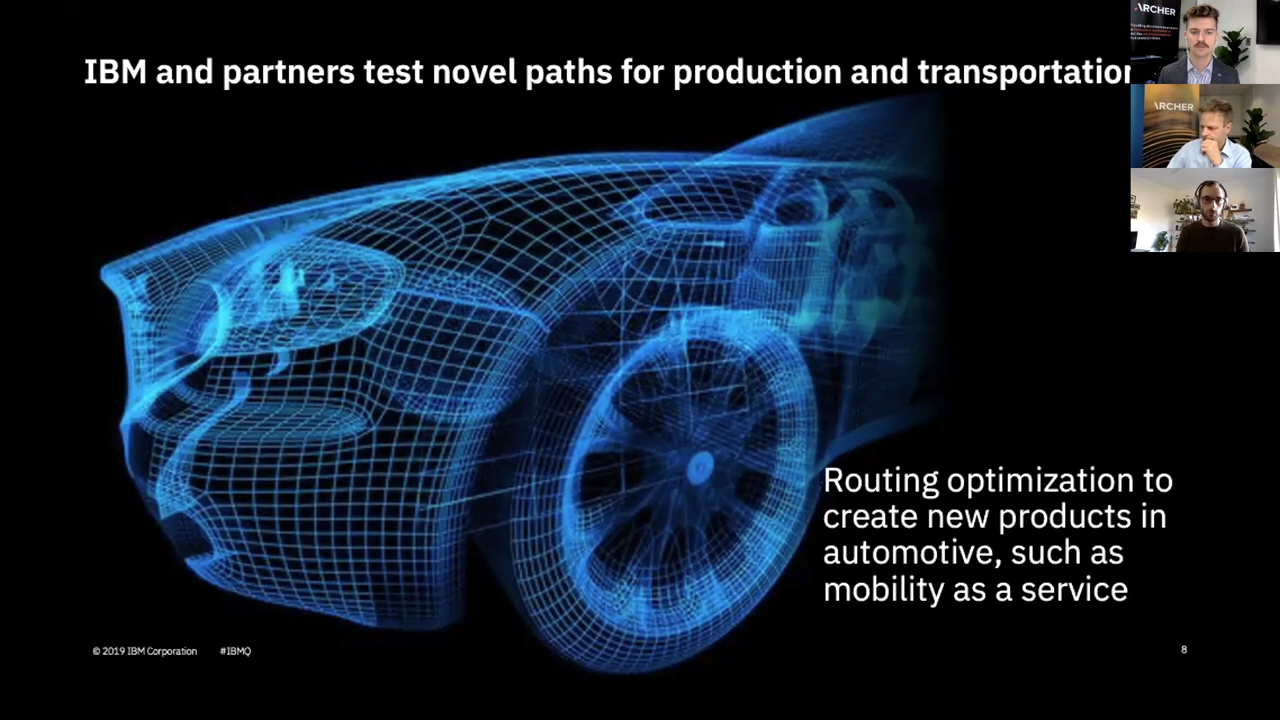 IBM and partners test novel paths for production and transportation
ARCHER
ARCHER
Routing optimization to
create new products in
automotive, such as
mobility as a service
© 2019 IBM Corporation #IBMQ
8